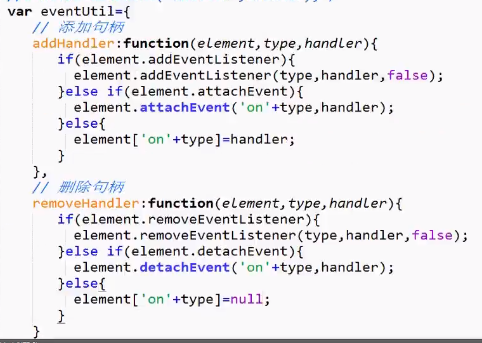 var eventUtil={
// 添加句柄
addHandler:function(element,type,handler){
if(element.addEventListener){
element.addEventListener(type,handler,false);
}else if(element.attachEvent){
element.attachEvent('on'+type,handler);
}else{
element['on'+type]=handler;
}
},
// 删除句柄
removeHandler:function(element,type,handler){
if(element.removeEventListener){
element.removeEventListener(type,handler,false);
}else if(element.detachEvent){
element.detachEvent('on'+type,handler);
}else{
element['on'+type]=null;
}
}